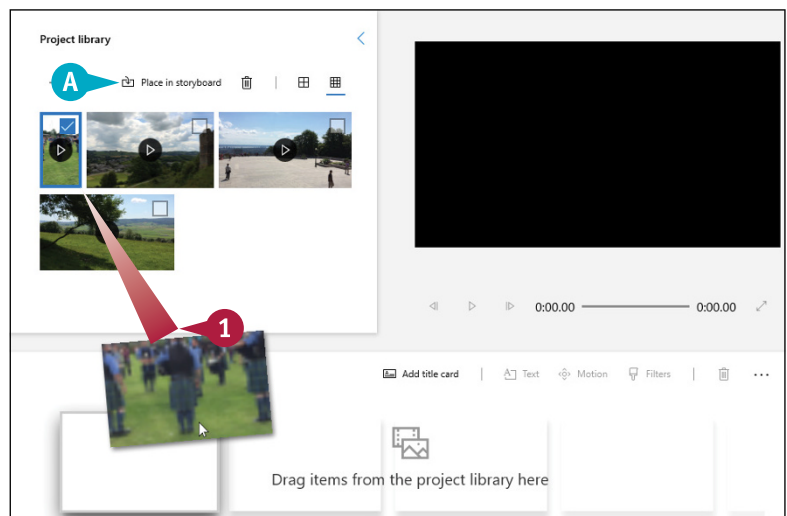 Project library
A
Place in storyboard
0:00.00
0:00.00
1
Add title card
Text
Motion
Filters
Drag items from the project library here